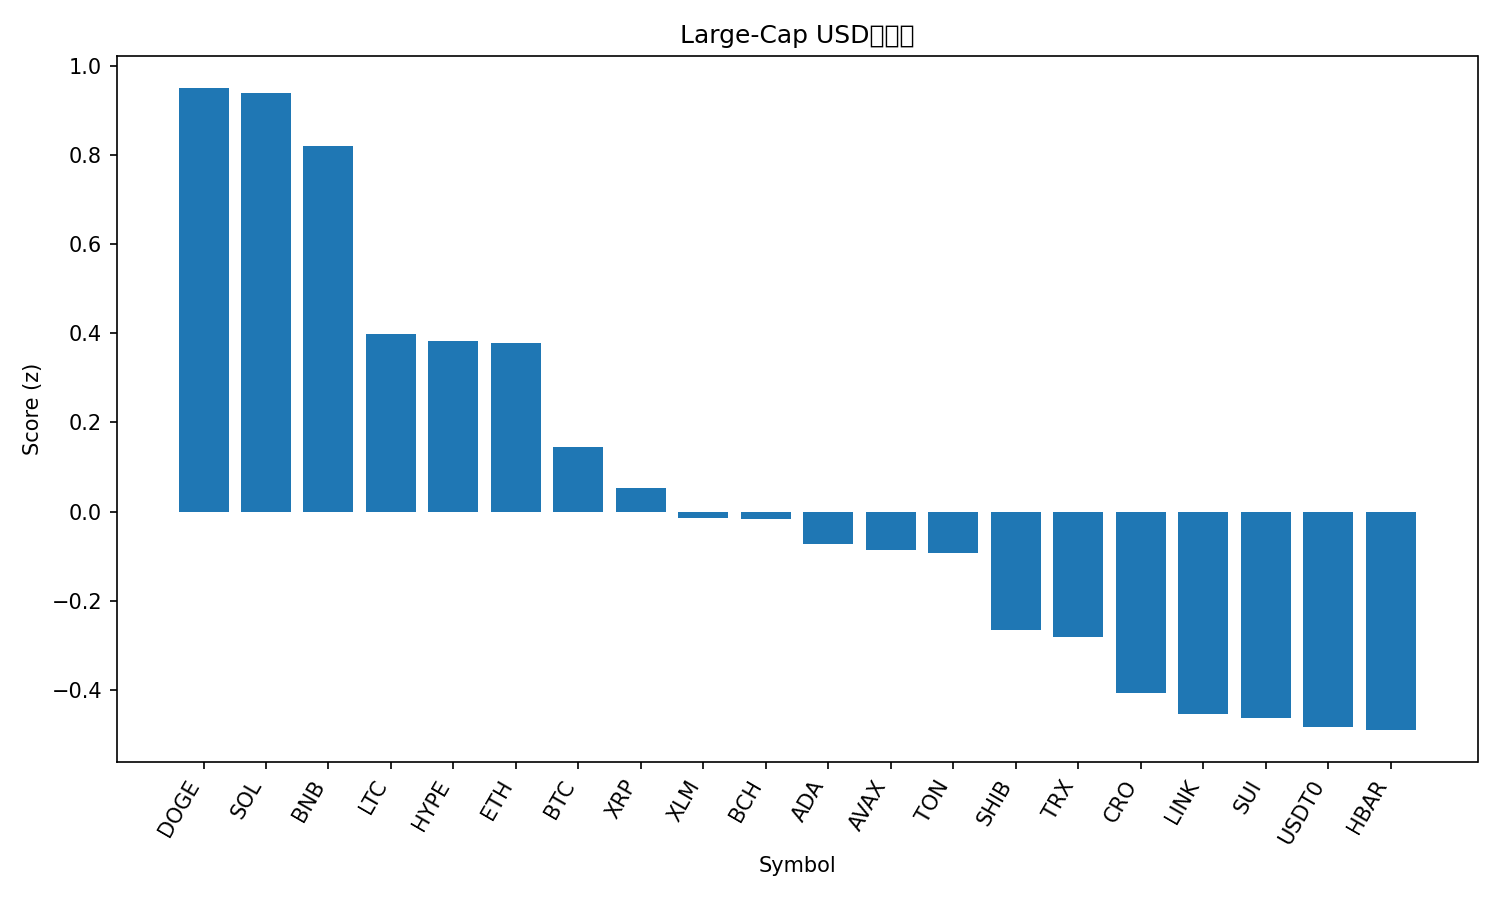 Large-Cap USD
1.0
0.8
0.6
0.4
0.2
0.0
−0.2
−0.4
Score (z)
DOGE
SOL
BNB
LTC
HYPE
ETH
BTC
XRP
XLM
BCH
ADA
AVAX
TON
SHIB
TRX
CRO
LINK
SUI
USDT0
HBAR
Symbol